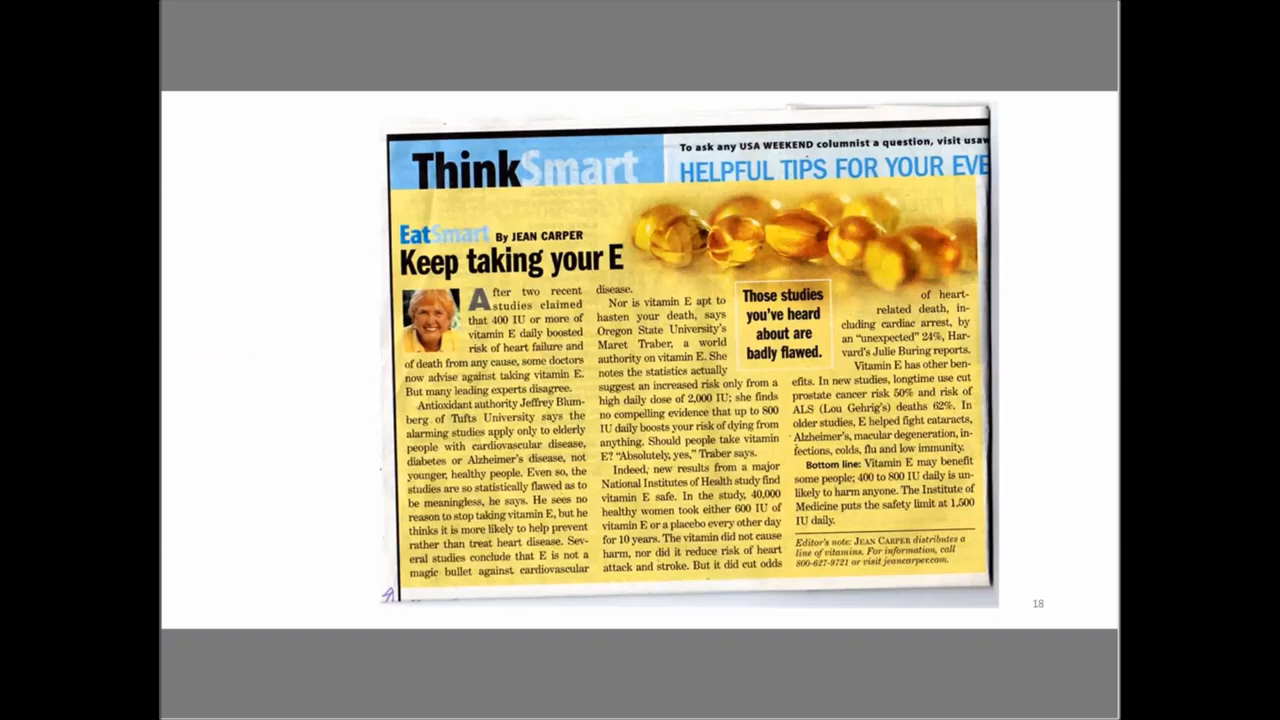 ThinkSmart
To ask any USA WEEKEND columnist a question, visit usaw
HELPFUL TIPS FOR YOUR EVE
EatSmart By JEAN CARPER
Keep taking your E
After two recent
studies claimed
that 400 IU or more of
vitamin E daily boosted
risk of heart failure and
of death from any cause, some doctors
now advise against taking vitamin E.
But many leading experts disagree.
Antioxidant authority Jeffrey Blum-
berg of Tufts University says the
alarming studies apply only to elderly
people with cardiovascular disease,
diabetes or Alzheimer's disease, not
younger, healthy people. Even so, the
studies are so statistically flawed as to
be meaningless, he says. He sees no
reason to stop taking vitamin E, but he
thinks it is more likely to help prevent
rather than treat heart disease. Sev-
eral studies conclude that E is not a
magic bullet against cardiovascular
disease.
Nor is vitamin E apt to
hasten your death, says
Oregon State University's
Maret Traber, a world
authority on vitamin E. She
notes the statistics actually
suggest an increased risk only from a
high daily dose of 2,000 IU; she finds
no compelling evidence that up to 800
IU daily boosts your risk of dying from
anything. Should people take vitamin
E? "Absolutely, yes," Traber says.
Indeed, new results from a major
National Institutes of Health study find
vitamin E safe. In the study, 40,000
healthy women took either 600 IU of
vitamin E or a placebo every other day
for 10 years. The vitamin did not cause
harm, nor did it reduce risk of heart
attack and stroke. But it did cut odds
Those studies
you've heard
about are
badly flawed.
of heart-
related death, in-
cluding cardiac arrest, by
an "unexpected" 24%, Har-
vard's Julie Buring reports.
Vitamin E has other ben-
efits. In new studies, longtime use cut
prostate cancer risk 50% and risk of
ALS (Lou Gehrig's) deaths 62%. In
older studies, E helped fight cataracts,
Alzheimer's, macular degeneration, in-
fections, colds, flu and low immunity.
Bottom line: Vitamin E may benefit
some people; 400 to 800 IU daily is un-
likely to harm anyone. The Institute of
Medicine puts the safety limit at 1,500
IU daily.
Editor's note: JEAN CARPER distributes a
line of vitamins. For information, call
800-627-9721 or visit jeancarper.com.
18